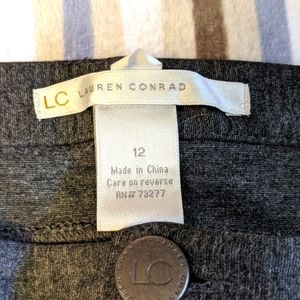 LC LAUREN CONRAD
12
Made in China
Care on reverse
RN# 73277
LC